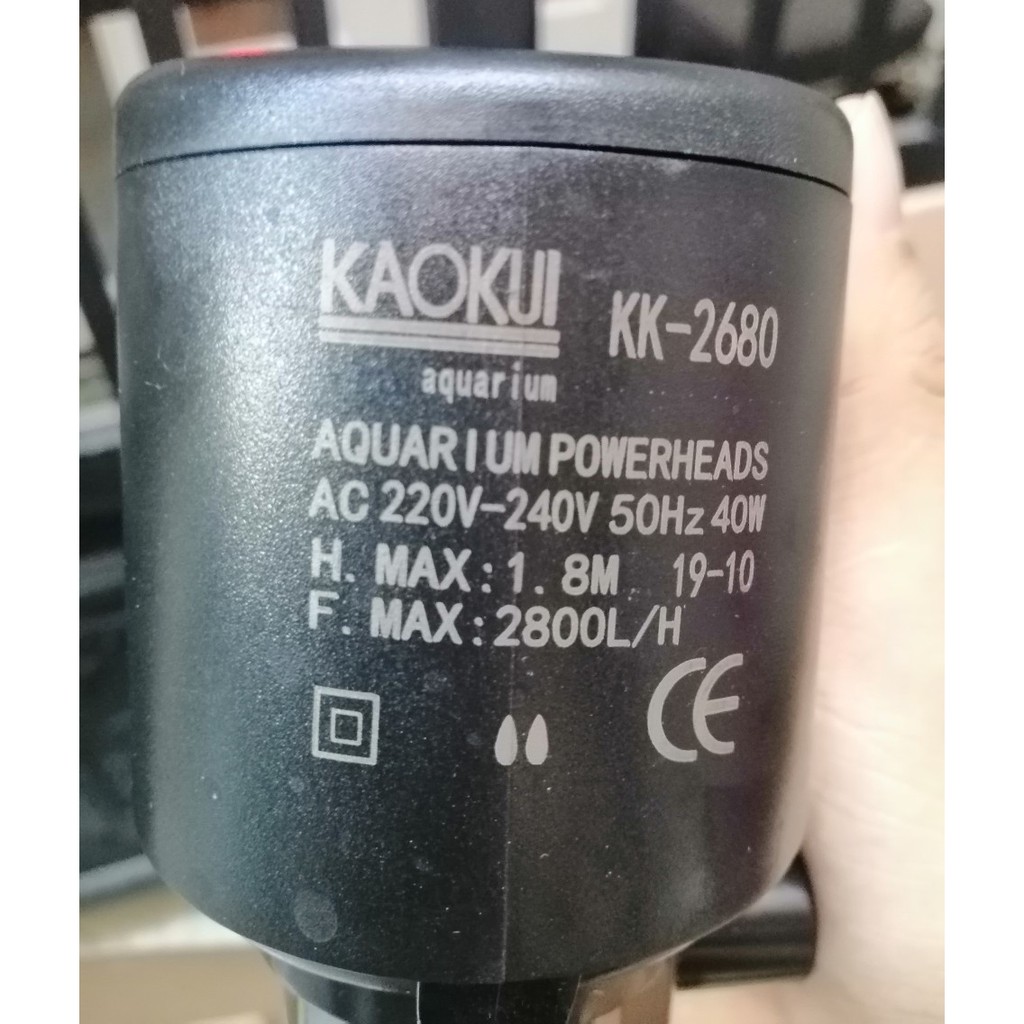 KAOKUI
KK-2680
aquarium
AQUARIUM POWERHEADS
AC 220V-240V 50Hz 40W
H. MAX: 1.8M 19-10
F. MAX: 2800L/H
CE